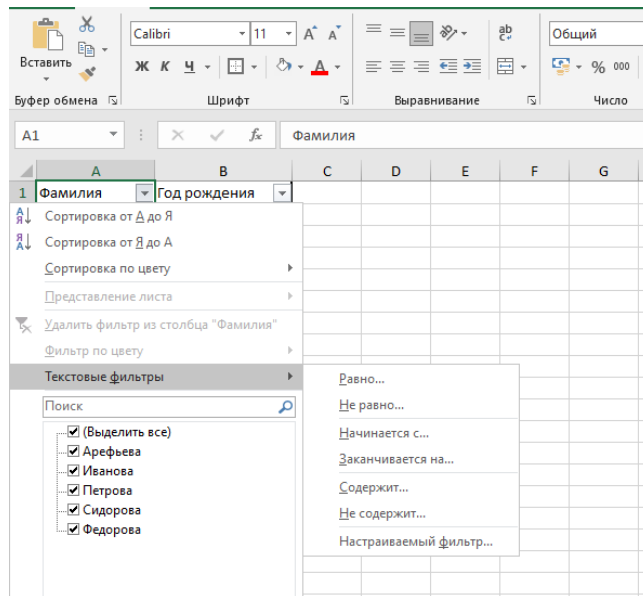 Calibri 11 A A ab Общий
Вставить
Ж К Ч A % 000
Буфер обмена Шрифт Выравнивание Число
A1 fx Фамилия
A B C D E F G
1 Фамилия Год рождения
Сортировка от А до Я
Сортировка от Я до А
Сортировка по цвету
Представление листа
Удалить фильтр из столбца "Фамилия"
Фильтр по цвету
Текстовые фильтры
Поиск
(Выделить все)
Арефьева
Иванова
Петрова
Сидорова
Федорова
Равно...
Не равно...
Начинается с...
Заканчивается на...
Содержит...
Не содержит...
Настраиваемый фильтр...